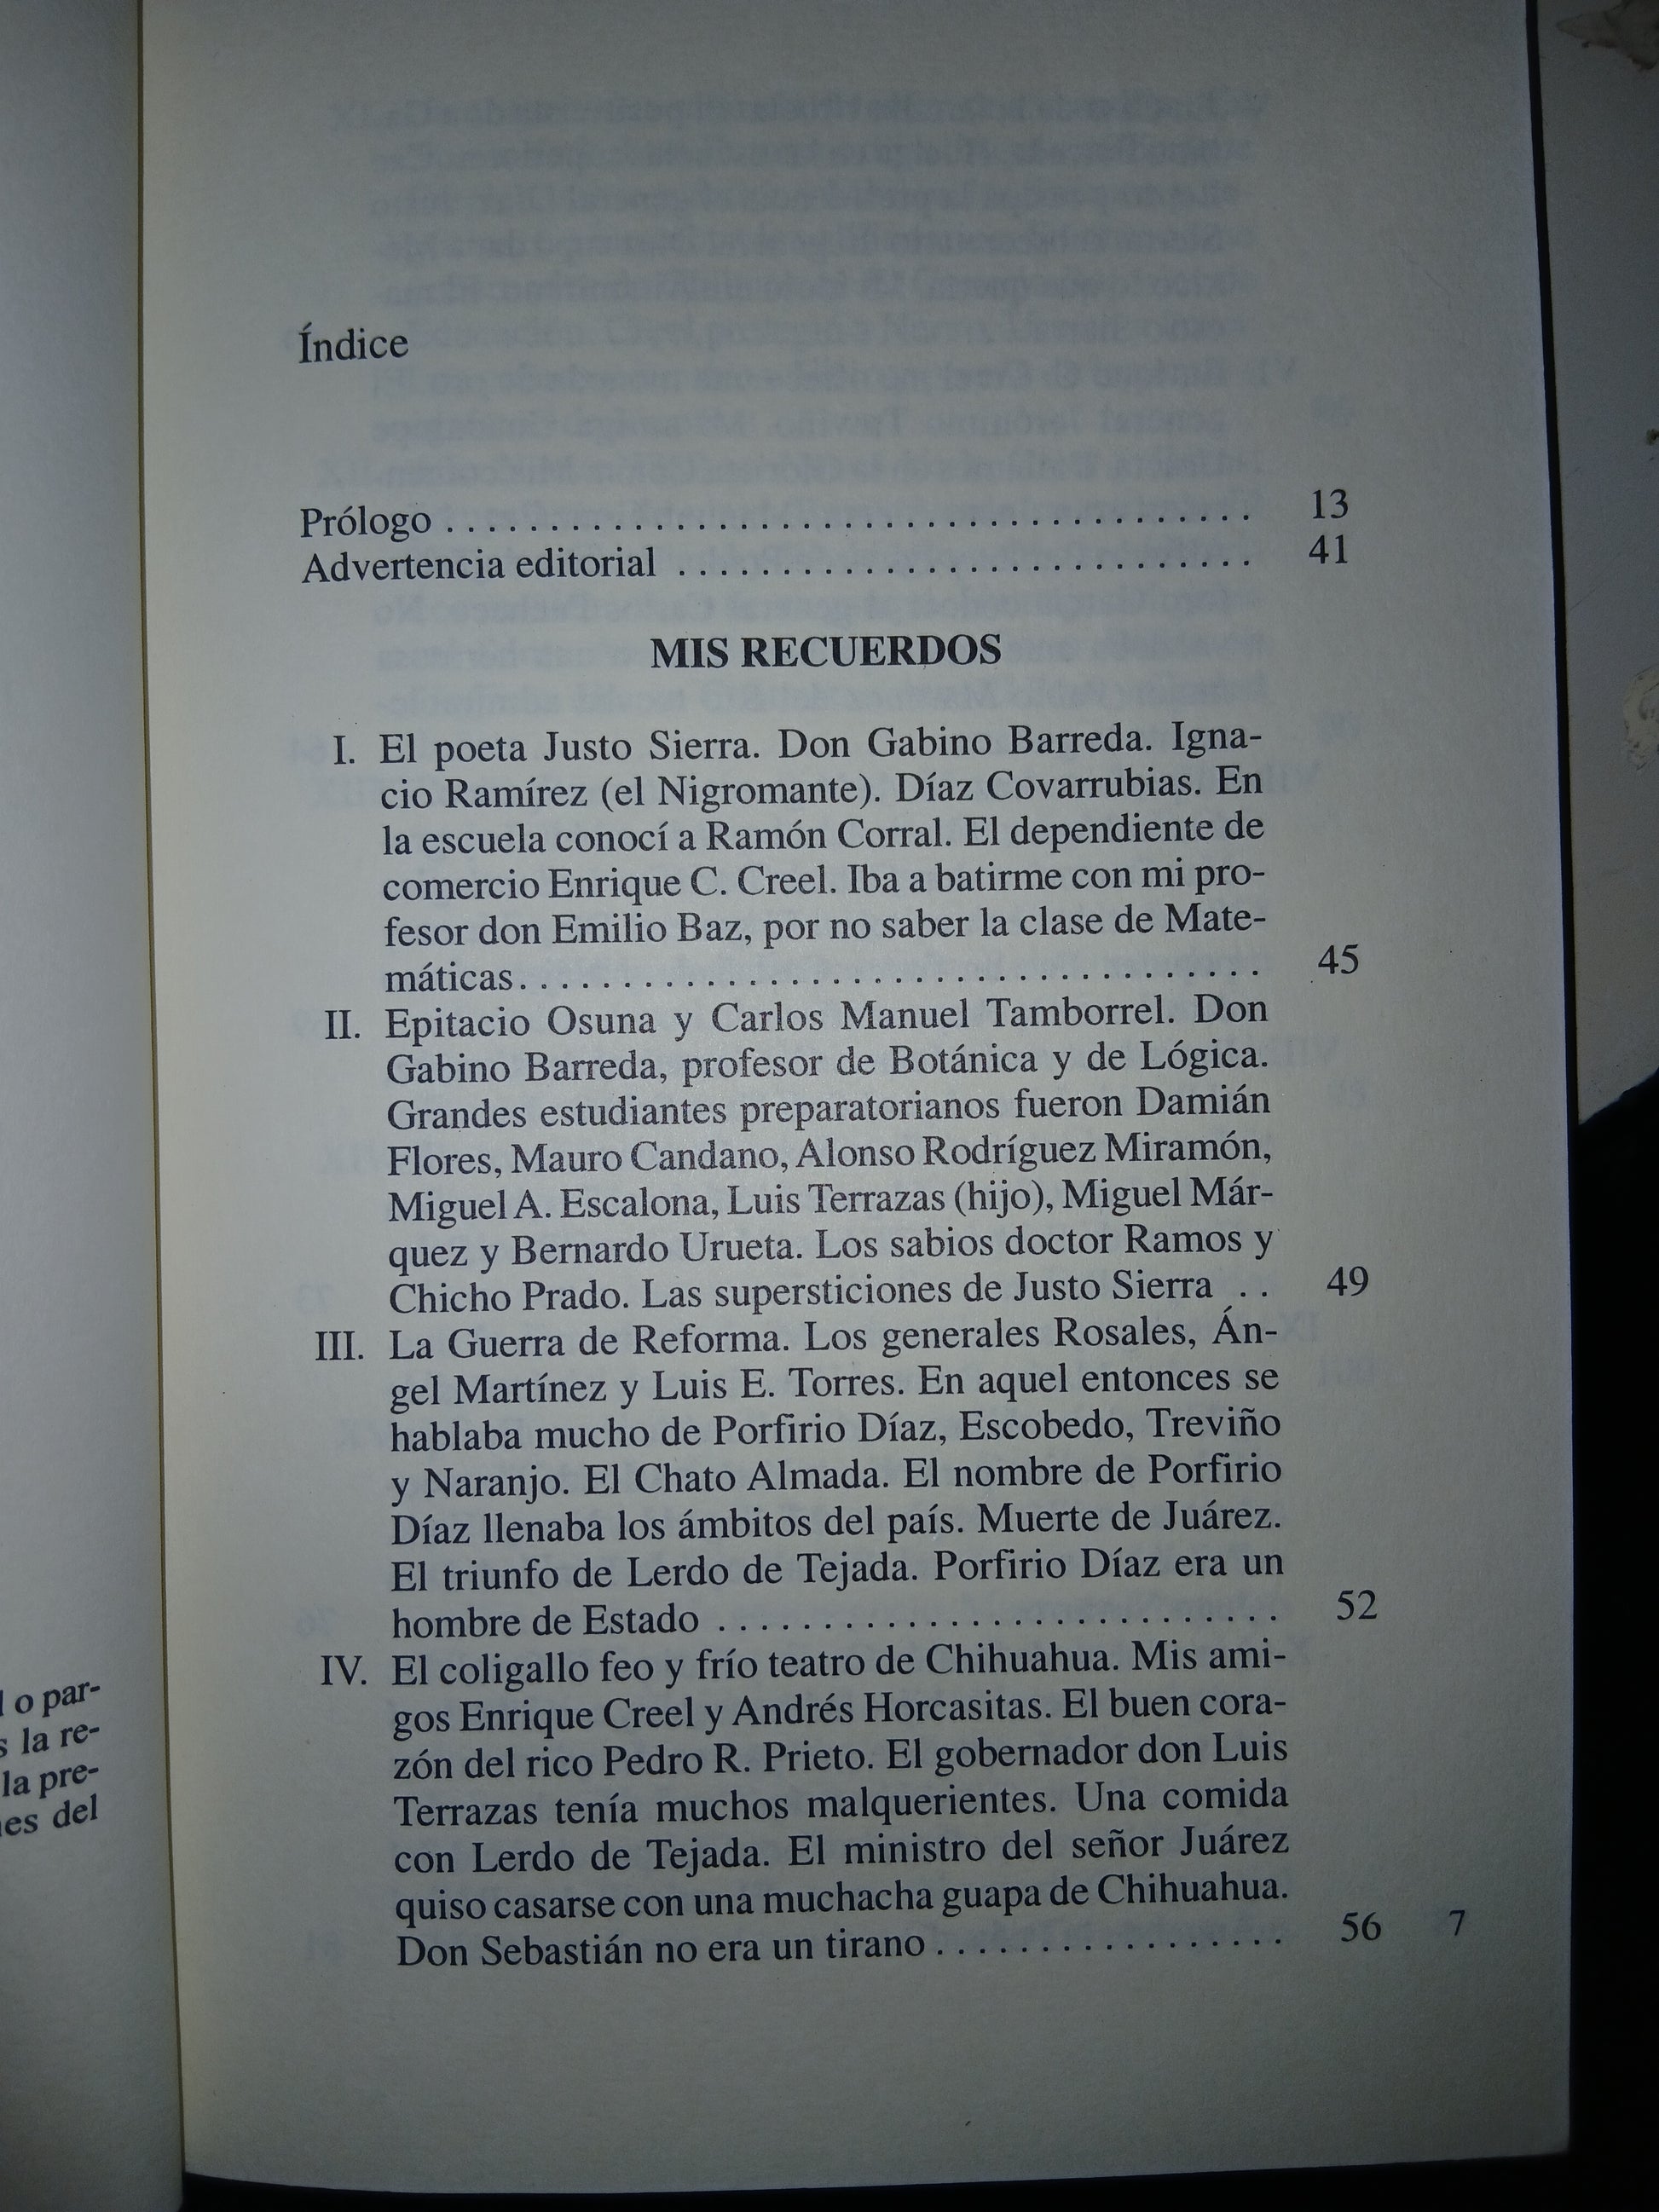 Índice
Prólogo . . . . . . . . . . . . . . . . . . . . . . . . . . . . . . . . . . . . . . . 13
Advertencia editorial . . . . . . . . . . . . . . . . . . . . . . . . . . . . 41
MIS RECUERDOS
I. El poeta Justo Sierra. Don Gabino Barreda. Igna-
cio Ramírez (el Nigromante). Díaz Covarrubias. En
la escuela conocí a Ramón Corral. El dependiente de
comercio Enrique C. Creel. Iba a batirme con mi pro-
fesor don Emilio Baz, por no saber la clase de Mate-
máticas. . . . . . . . . . . . . . . . . . . . . . . . . . . . . . . . . . . . 45
II. Epitacio Osuna y Carlos Manuel Tamborrel. Don
Gabino Barreda, profesor de Botánica y de Lógica.
Grandes estudiantes preparatorianos fueron Damián
Flores, Mauro Candano, Alonso Rodríguez Miramón,
Miguel A. Escalona, Luis Terrazas (hijo), Miguel Már-
quez y Bernardo Urueta. Los sabios doctor Ramos y
Chicho Prado. Las supersticiones de Justo Sierra . . 49
III. La Guerra de Reforma. Los generales Rosales, Án-
gel Martínez y Luis E. Torres. En aquel entonces se
hablaba mucho de Porfirio Díaz, Escobedo, Treviño
y Naranjo. El Chato Almada. El nombre de Porfirio
Díaz llenaba los ámbitos del país. Muerte de Juárez.
El triunfo de Lerdo de Tejada. Porfirio Díaz era un
hombre de Estado . . . . . . . . . . . . . . . . . . . . . . . . . . . 52
IV. El coligallo feo y frío teatro de Chihuahua. Mis ami-
gos Enrique Creel y Andrés Horcasitas. El buen cora-
zón del rico Pedro R. Prieto. El gobernador don Luis
Terrazas tenía muchos malquerientes. Una comida
con Lerdo de Tejada. El ministro del señor Juárez
quiso casarse con una muchacha guapa de Chihuahua.
Don Sebastián no era un tirano . . . . . . . . . . . . . . . . . 56
7
o par-
la re-
la pre-
es del